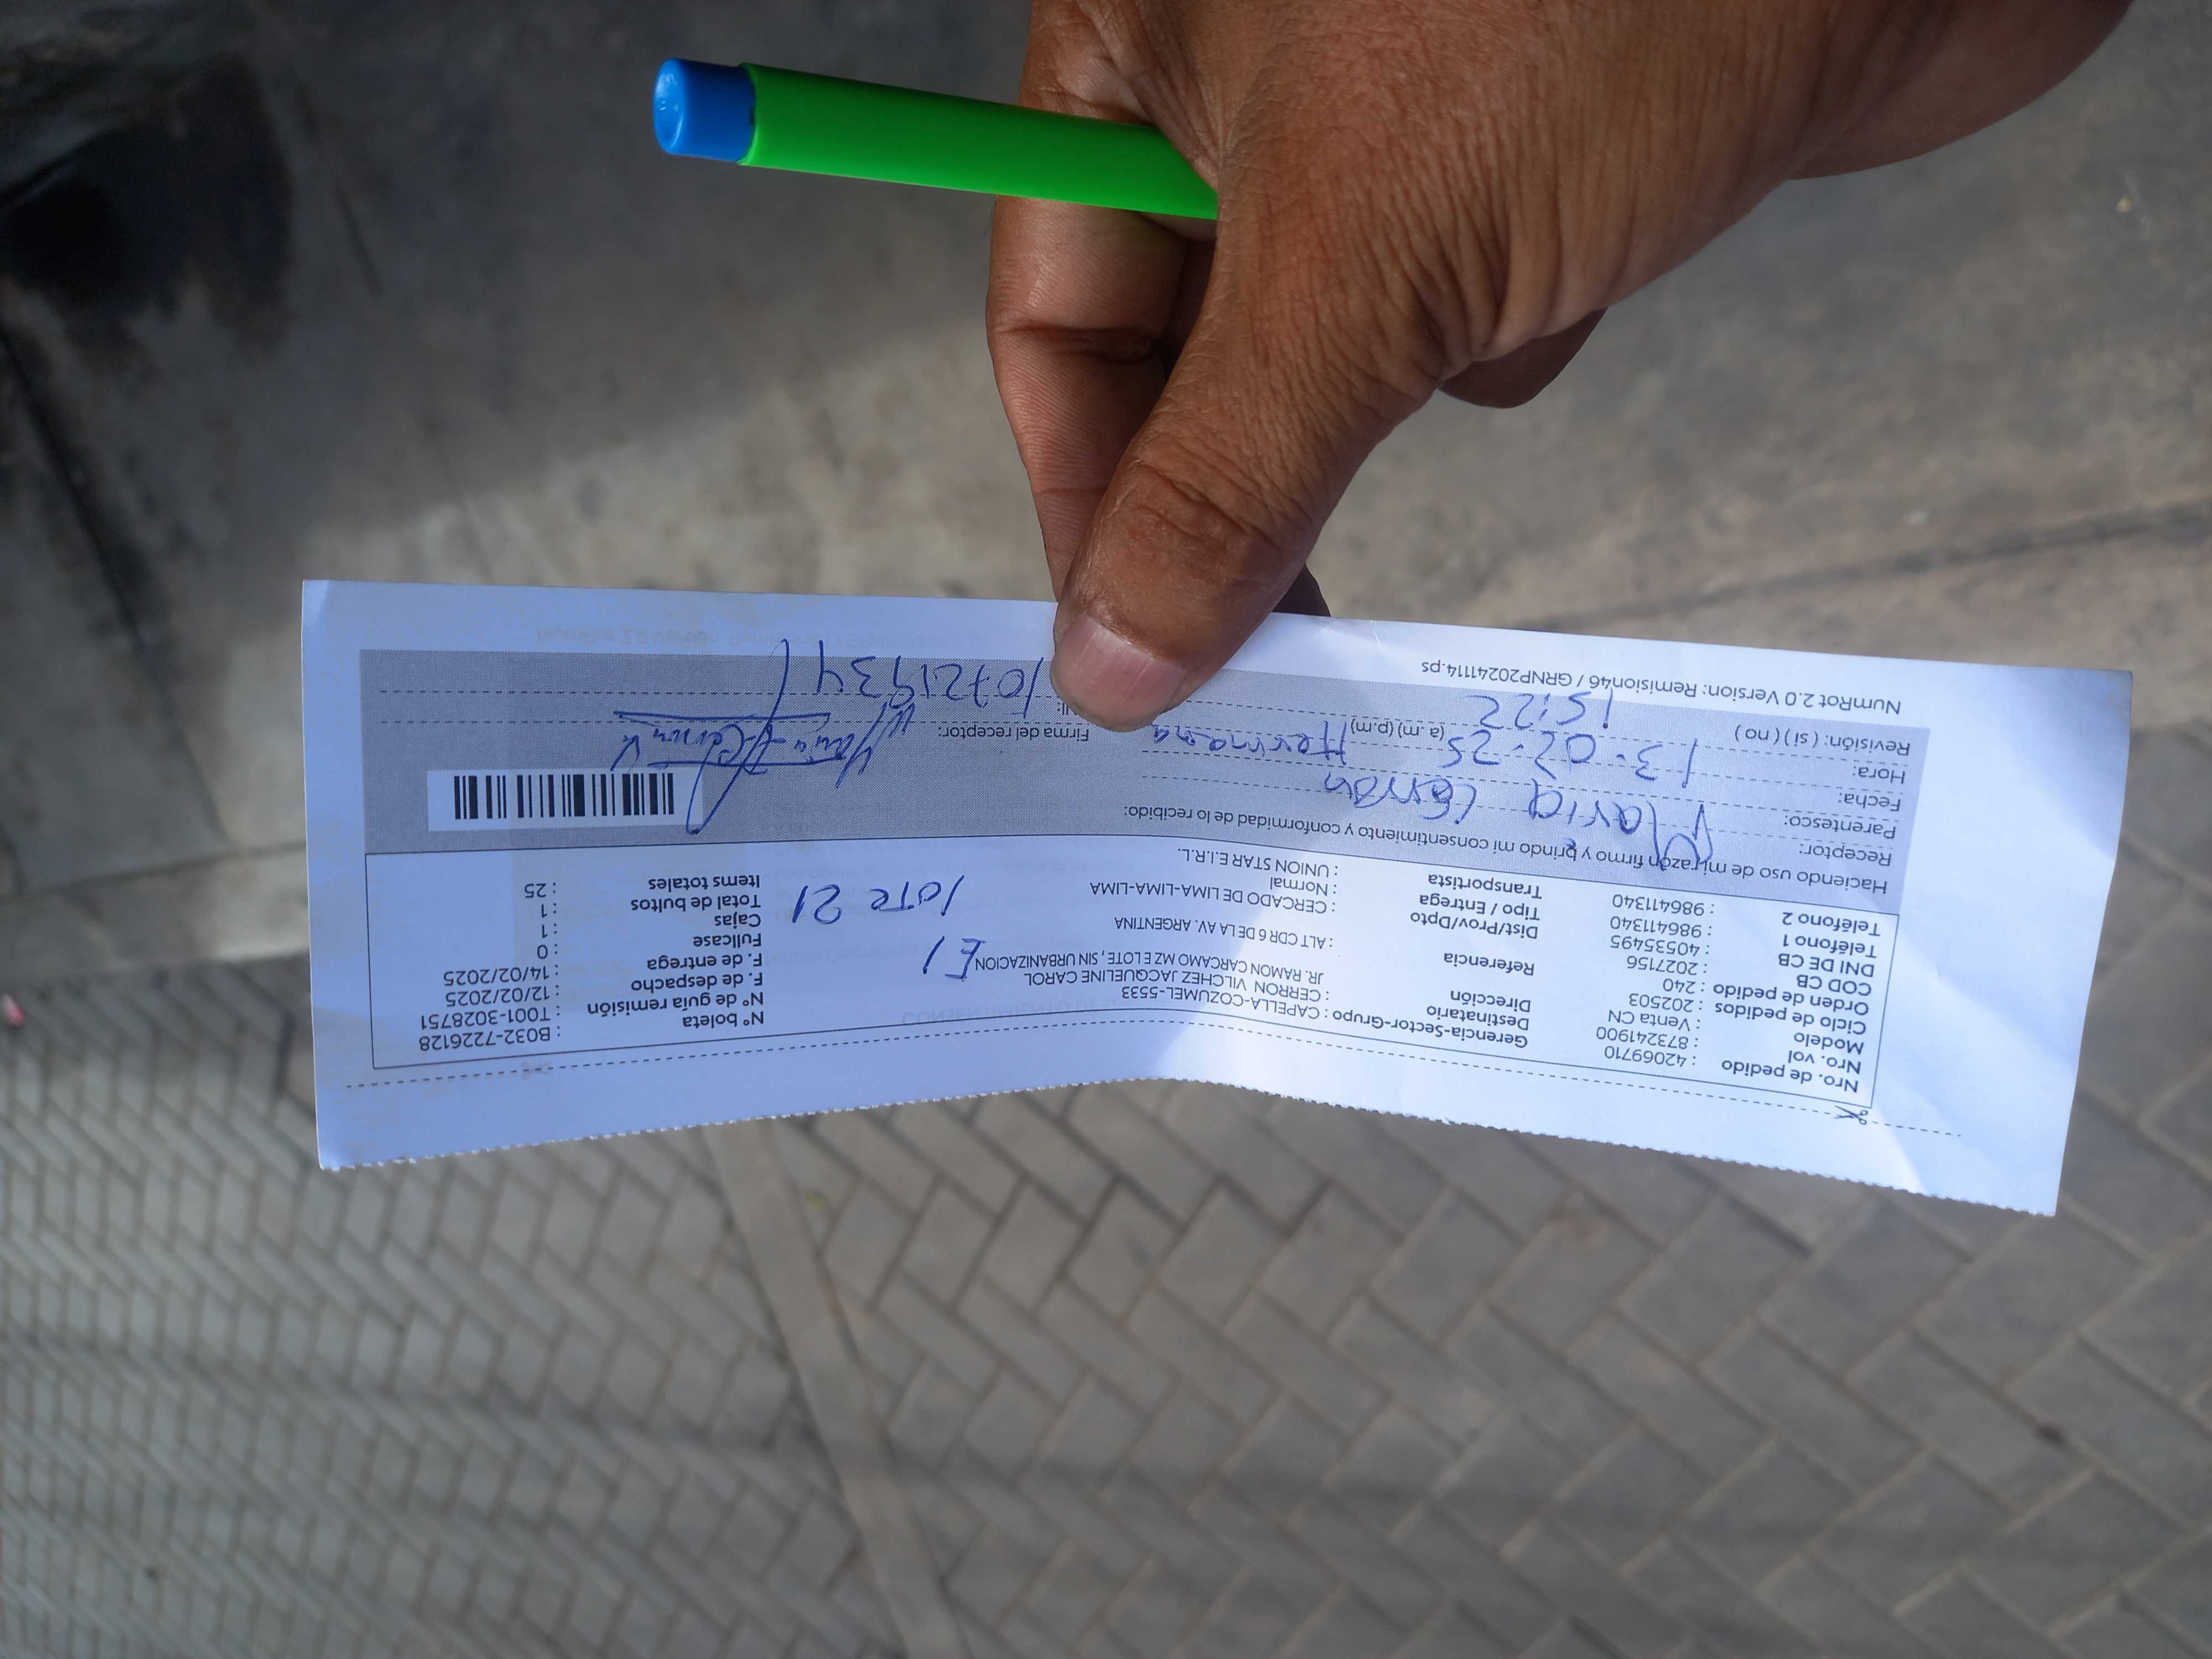 Nro. de pedido : 42069710
Nro. vol : 873241900
Modelo : Venta CN
Ciclo de pedidos : 202503
Orden de pedido : 240
COD CB : 2027156
DNI DE CB : 40535495
Teléfono 1 : 986411340
Teléfono 2 : 986411340
Gerencia-Sector-Grupo : CAPELLA-COZUMEL-5533
Destinatario : CERRON VILCHEZ JACQUELINE CAROL
Dirección JR. RAMON CARCAMO MZ E LOTE , SIN URBANIZACION E1
Referencia : ALT CDR 6 DE LA AV. ARGENTINA
Dist/Prov/Dpto : CERCADO DE LIMA-LIMA-LIMA
Tipo / Entrega : Normal
Transportista : UNION STAR E.I.R.L.
lote 21
N° boleta : B032-7226128
N° de guía remisión : T001-3028751
F. de despacho : 12/02/2025
F. de entrega : 14/02/2025
Fullcase : 0
Cajas : 1
Total de bultos : 1
Items totales : 25
Haciendo uso de mi razón firmo y brindo mi consentimiento y conformidad de lo recibido:
Receptor: Maria Cerrón
Parentesco: Hermana
Fecha: 13-02-25
Hora: 15:22 (a.m) (p.m)
Revisión: ( si ) ( no )
Firma del receptor:
10721934
NumRot 2.0 Version: Remision46 / GRNP20241114.ps